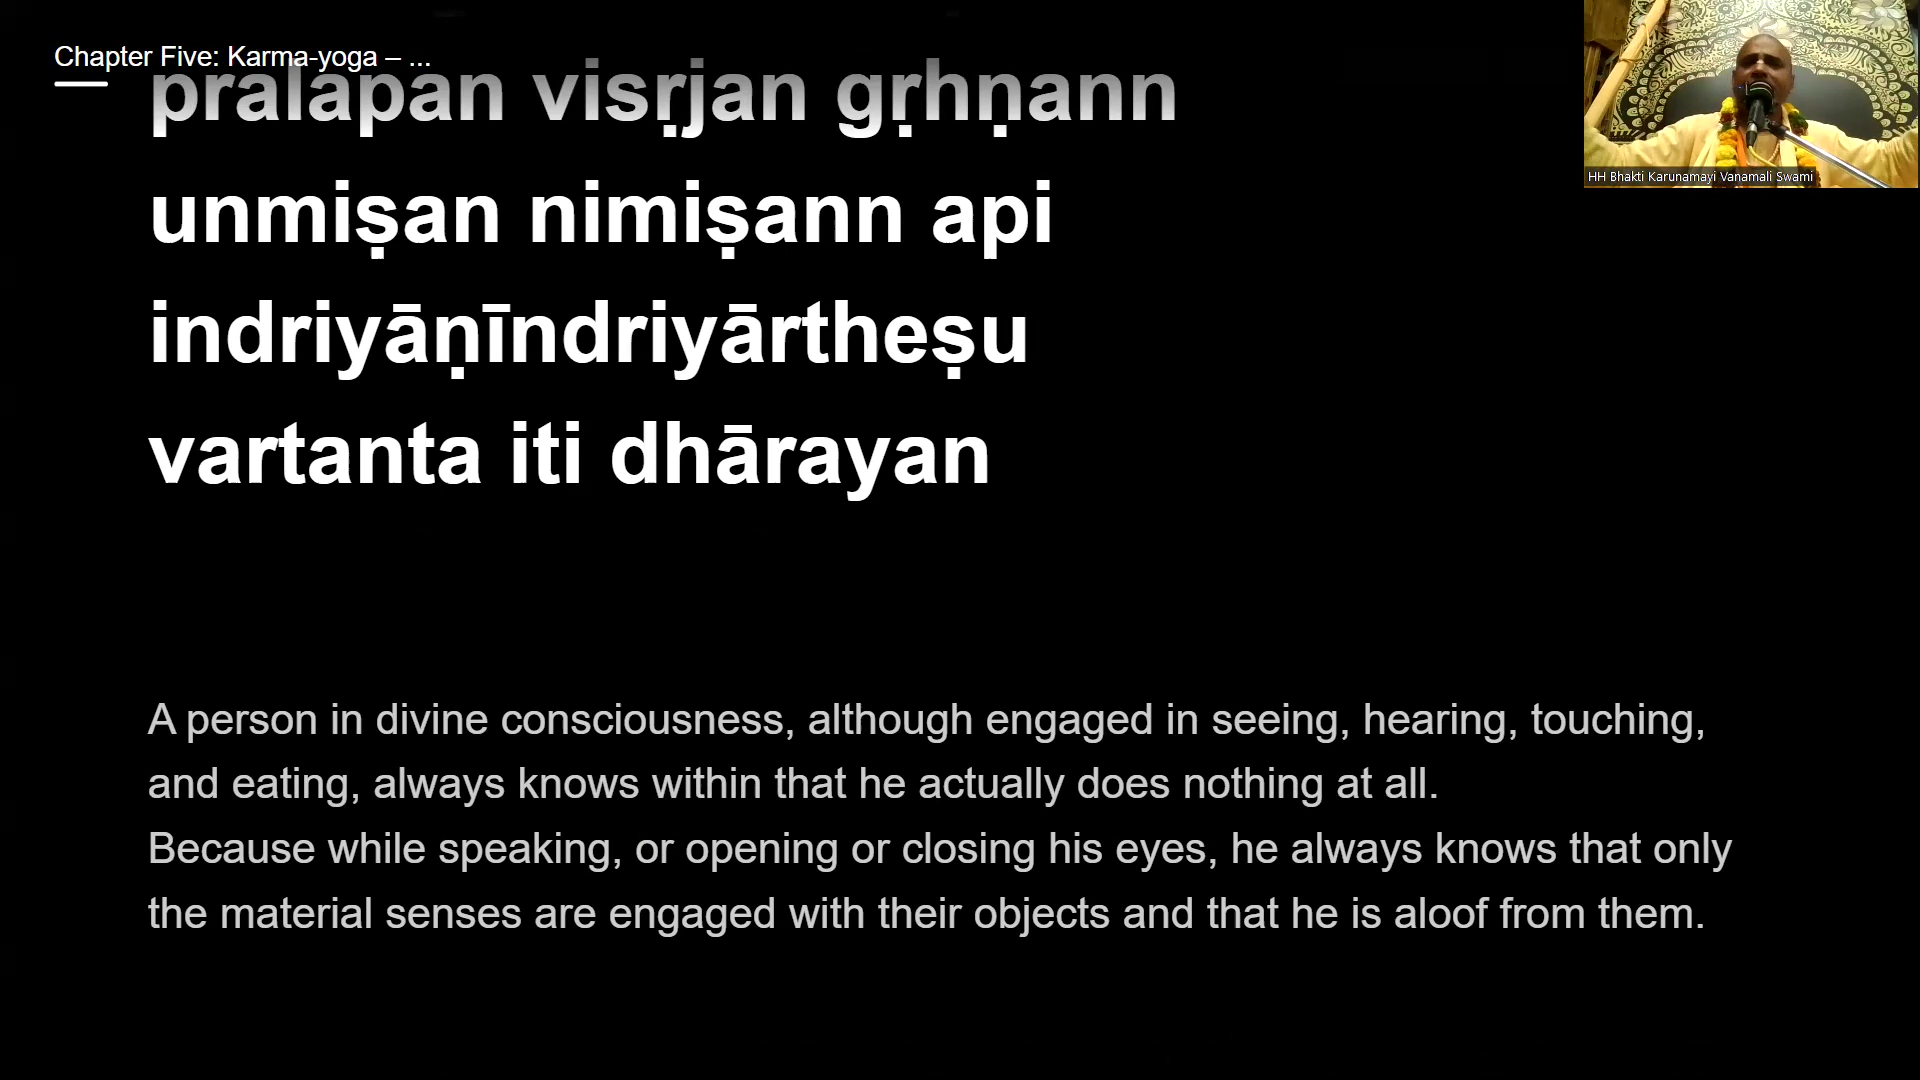 Chapter Five: Karma-yoga – ...
pralapan visṛjan gṛhṇann
unmiṣan nimiṣann api
indriyāṇīndriyārtheṣu
vartanta iti dhārayan
A person in divine consciousness, although engaged in seeing, hearing, touching,
and eating, always knows within that he actually does nothing at all.
Because while speaking, or opening or closing his eyes, he always knows that only
the material senses are engaged with their objects and that he is aloof from them.
HH Bhakti Karunamayi Vanamali Swami